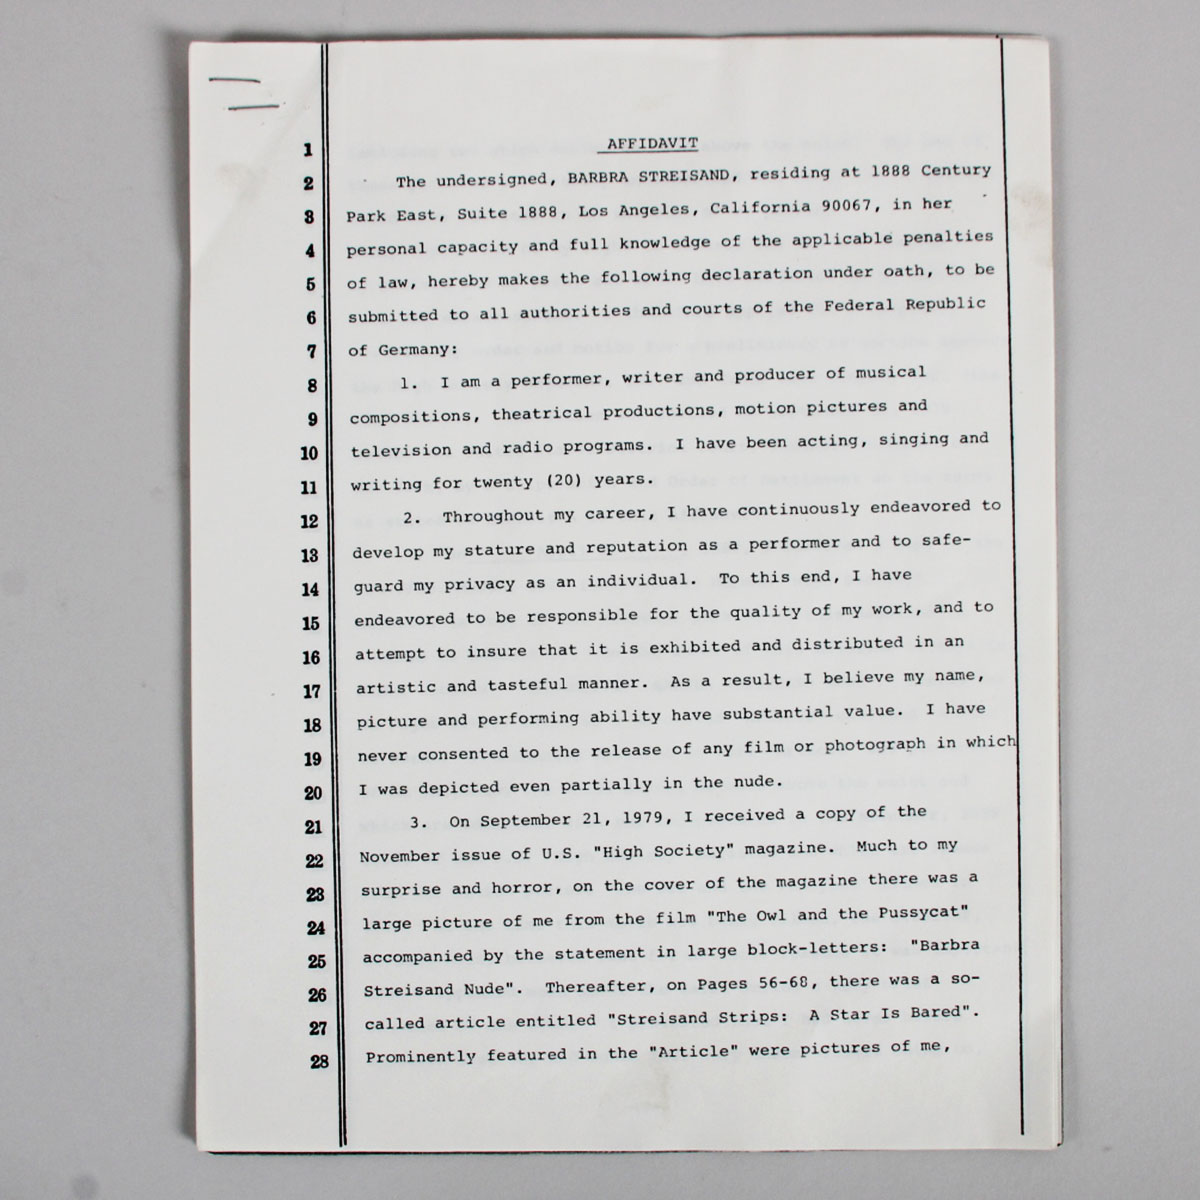 1 AFFIDAVIT
2 The undersigned, BARBRA STREISAND, residing at 1888 Century
3 Park East, Suite 1888, Los Angeles, California 90067, in her
4 personal capacity and full knowledge of the applicable penalties
5 of law, hereby makes the following declaration under oath, to be
6 submitted to all authorities and courts of the Federal Republic
7 of Germany:
8 1. I am a performer, writer and producer of musical
9 compositions, theatrical productions, motion pictures and
10 television and radio programs. I have been acting, singing and
11 writing for twenty (20) years.
12 2. Throughout my career, I have continuously endeavored to
13 develop my stature and reputation as a performer and to safe-
14 guard my privacy as an individual. To this end, I have
15 endeavored to be responsible for the quality of my work, and to
16 attempt to insure that it is exhibited and distributed in an
17 artistic and tasteful manner. As a result, I believe my name,
18 picture and performing ability have substantial value. I have
19 never consented to the release of any film or photograph in which
20 I was depicted even partially in the nude.
21 3. On September 21, 1979, I received a copy of the
22 November issue of U.S. "High Society" magazine. Much to my
23 surprise and horror, on the cover of the magazine there was a
24 large picture of me from the film "The Owl and the Pussycat"
25 accompanied by the statement in large block-letters: "Barbra
26 Streisand Nude". Thereafter, on Pages 56-68, there was a so-
27 called article entitled "Streisand Strips: A Star Is Bared".
28 Prominently featured in the "Article" were pictures of me,